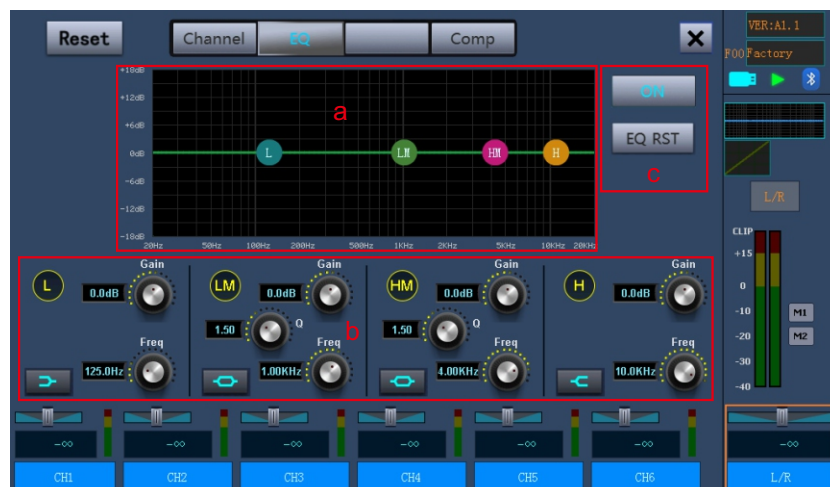 Reset
Channel
EQ
Comp
VER:A1.1
F00 Factory
+18dB
+12dB
+6dB
0dB
-6dB
-12dB
-18dB
20Hz 50Hz 100Hz 200Hz 500Hz 1KHz 2KHz 5KHz 10KHz 20KHz
a
L
LM
HM
H
ON
EQ RST
c
L/R
CLIP
+15
0
-10
-20
-30
-40
M1
M2
L
Gain
0.0dB
Freq
125.0Hz
LM
Gain
0.0dB
1.50
Q
Freq
1.00KHz
b
HM
Gain
0.0dB
1.50
Q
Freq
4.00KHz
H
Gain
0.0dB
Freq
10.0KHz
-∞
-∞
-∞
-∞
-∞
-∞
-∞
CH1
CH2
CH3
CH4
CH5
CH6
L/R